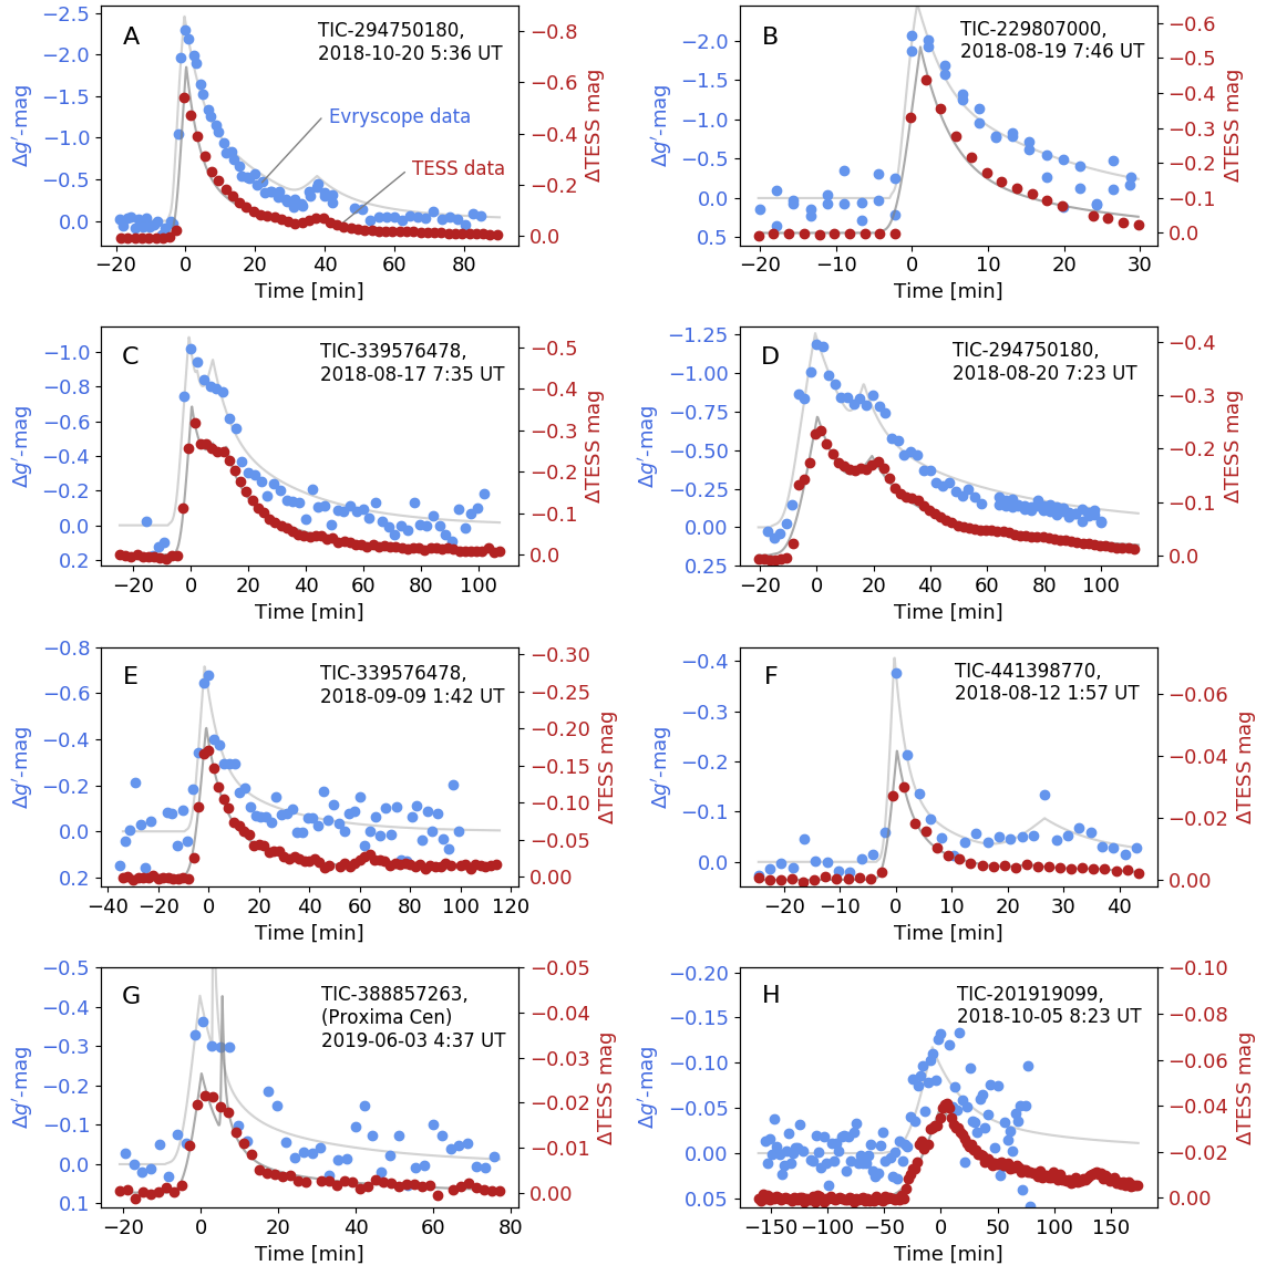 A
TIC-294750180,
2018-10-20 5:36 UT
Evryscope data
TESS data
−2.5
−2.0
−1.5
−1.0
−0.5
0.0
Δg′-mag
−0.8
−0.6
−0.4
−0.2
0.0
ΔTESS mag
−20 0 20 40 60 80
Time [min]
B
TIC-229807000,
2018-08-19 7:46 UT
−2.0
−1.5
−1.0
−0.5
0.0
0.5
Δg′-mag
−0.6
−0.5
−0.4
−0.3
−0.2
−0.1
0.0
ΔTESS mag
−20 −10 0 10 20 30
Time [min]
C
TIC-339576478,
2018-08-17 7:35 UT
−1.0
−0.8
−0.6
−0.4
−0.2
0.0
0.2
Δg′-mag
−0.5
−0.4
−0.3
−0.2
−0.1
0.0
ΔTESS mag
−20 0 20 40 60 80 100
Time [min]
D
TIC-294750180,
2018-08-20 7:23 UT
−1.25
−1.00
−0.75
−0.50
−0.25
0.00
0.25
Δg′-mag
−0.4
−0.3
−0.2
−0.1
0.0
ΔTESS mag
−20 0 20 40 60 80 100
Time [min]
E
TIC-339576478,
2018-09-09 1:42 UT
−0.8
−0.6
−0.4
−0.2
0.0
0.2
Δg′-mag
−0.30
−0.25
−0.20
−0.15
−0.10
−0.05
0.00
ΔTESS mag
−40 −20 0 20 40 60 80 100 120
Time [min]
F
TIC-441398770,
2018-08-12 1:57 UT
−0.4
−0.3
−0.2
−0.1
0.0
Δg′-mag
−0.06
−0.04
−0.02
0.00
ΔTESS mag
−20 −10 0 10 20 30 40
Time [min]
G
TIC-388857263,
(Proxima Cen)
2019-06-03 4:37 UT
−0.5
−0.4
−0.3
−0.2
−0.1
0.0
0.1
Δg′-mag
−0.05
−0.04
−0.03
−0.02
−0.01
0.00
ΔTESS mag
−20 0 20 40 60 80
Time [min]
H
TIC-201919099,
2018-10-05 8:23 UT
−0.20
−0.15
−0.10
−0.05
0.00
0.05
Δg′-mag
−0.10
−0.08
−0.06
−0.04
−0.02
0.00
ΔTESS mag
−150 −100 −50 0 50 100 150
Time [min]